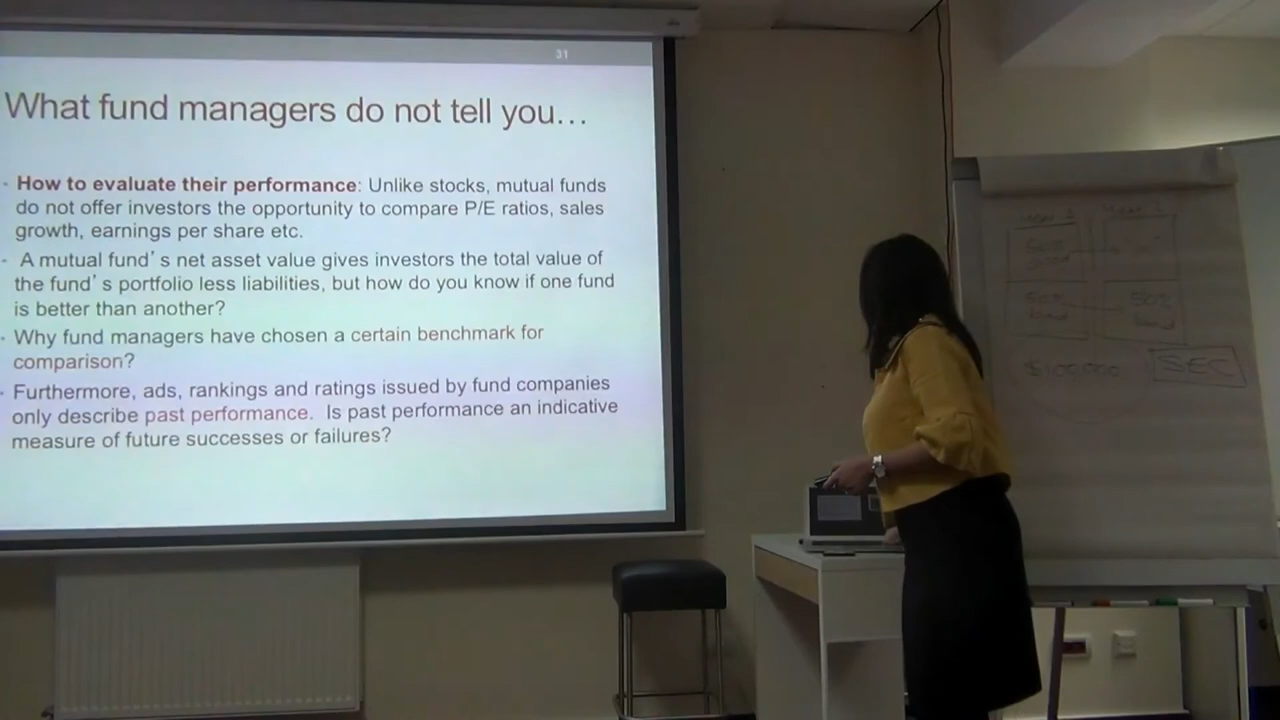 31
What fund managers do not tell you…
How to evaluate their performance: Unlike stocks, mutual funds
do not offer investors the opportunity to compare P/E ratios, sales
growth, earnings per share etc.
A mutual fund's net asset value gives investors the total value of
the fund's portfolio less liabilities, but how do you know if one fund
is better than another?
Why fund managers have chosen a certain benchmark for
comparison?
Furthermore, ads, rankings and ratings issued by fund companies
only describe past performance. Is past performance an indicative
measure of future successes or failures?
$100000
SEC